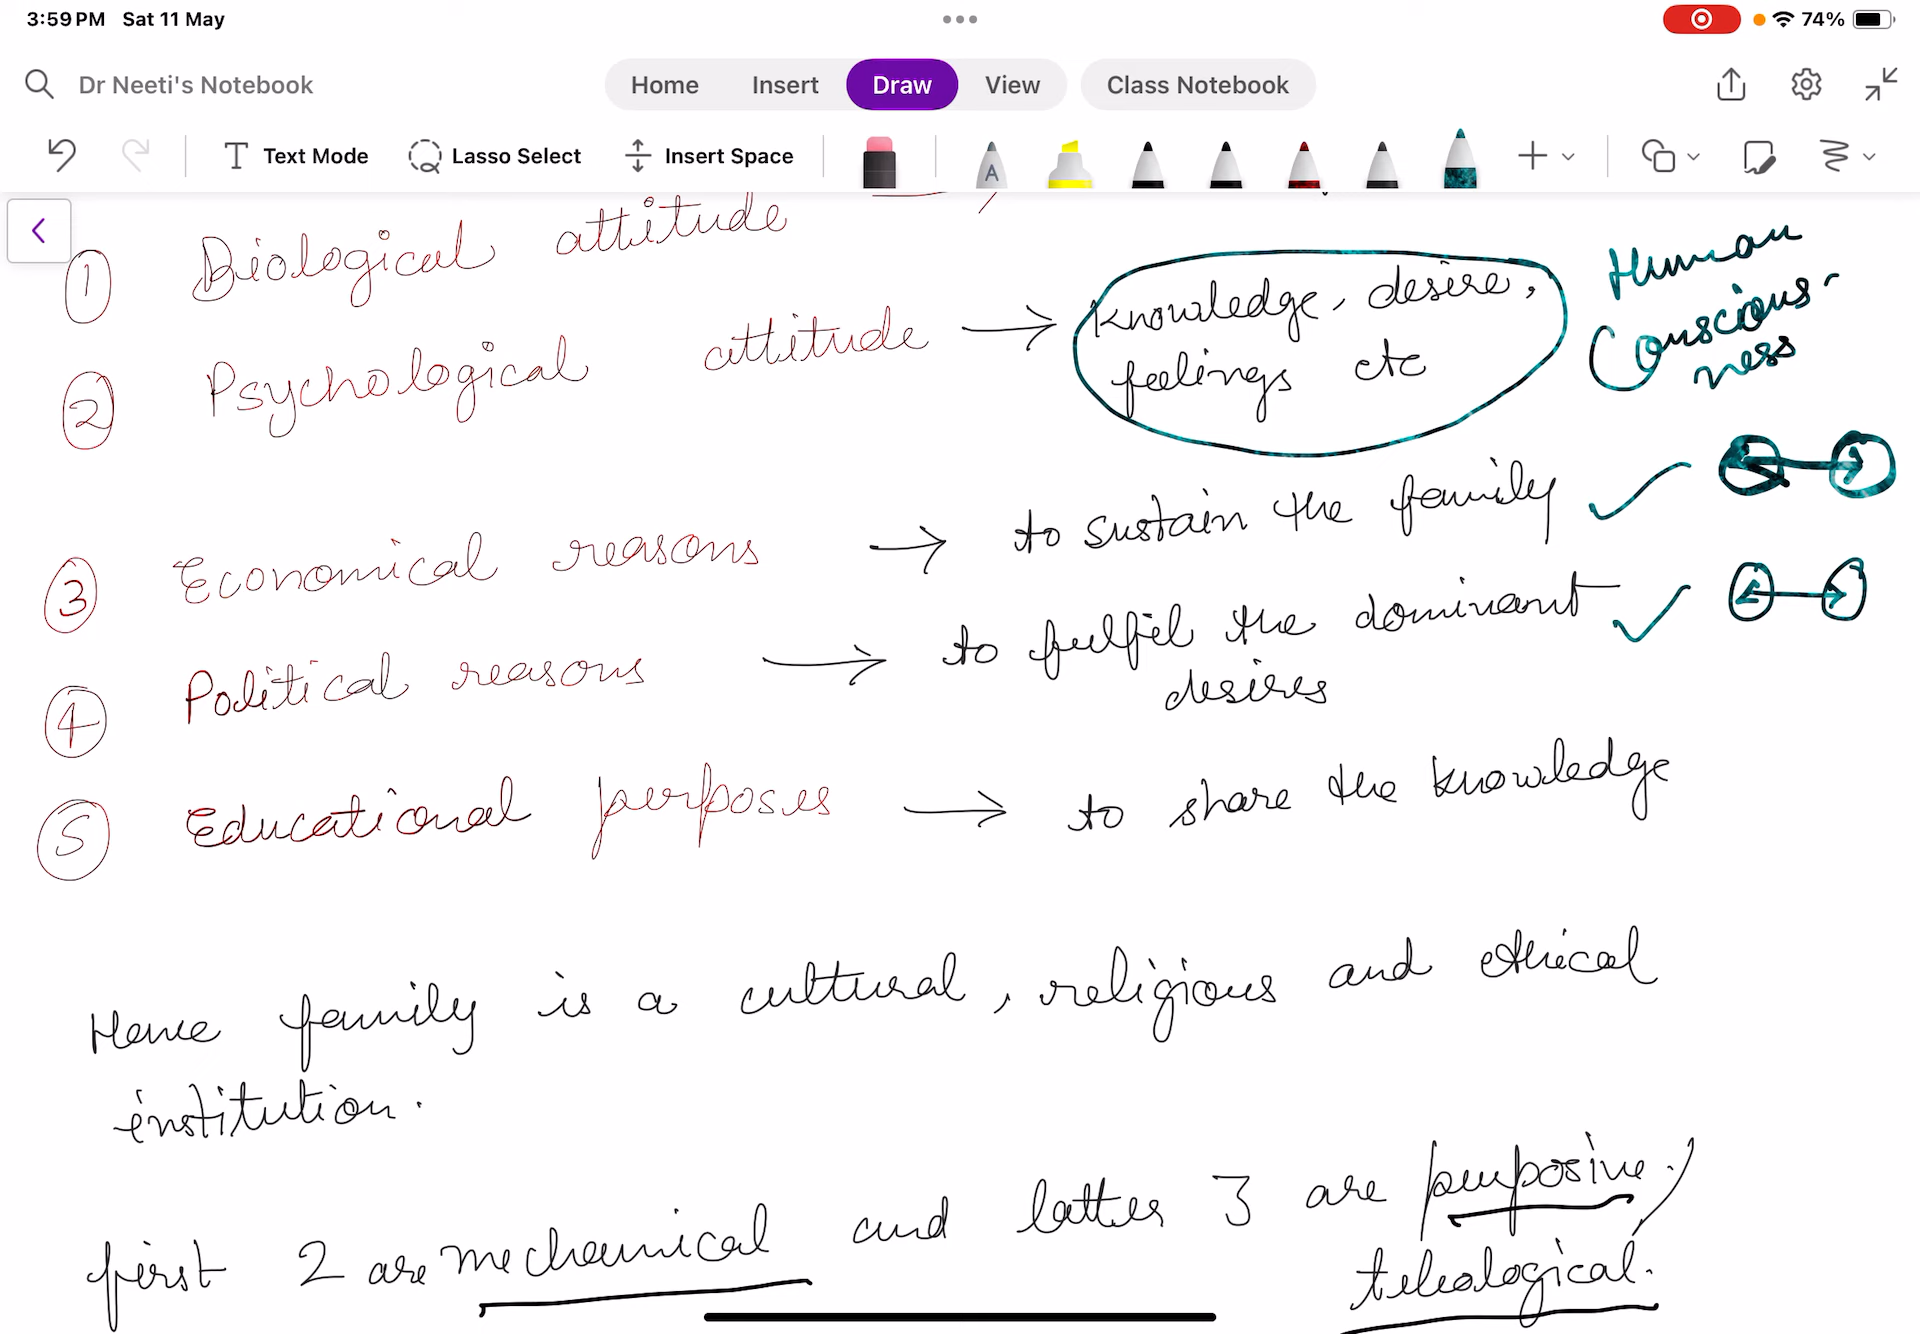 3:59 PM Sat 11 May 74%
Dr Neeti's Notebook Home Insert Draw View Class Notebook
Text Mode Lasso Select Insert Space A
1 Biological attitude
2 Psychological attitude → Knowledge, desire,
feelings etc
Human
Conscious-
ness
3 Economical reasons → to sustain the family ✓
4 Political reasons → to fulfil the dominant ✓
desires
5 Educational purposes → to share the knowledge
Hence family is a cultural, religious and ethical
institution.
first 2 are mechanical and latter 3 are purposive. /
teleological.